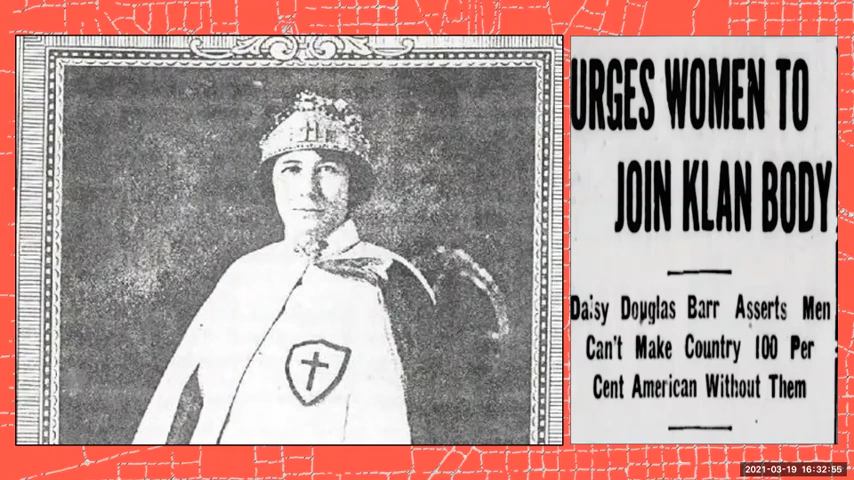 URGES WOMEN TO
JOIN KLAN BODY
Daisy Douglas Barr Asserts Men
Can't Make Country 100 Per
Cent American Without Them
2021-03-19 16:32:55